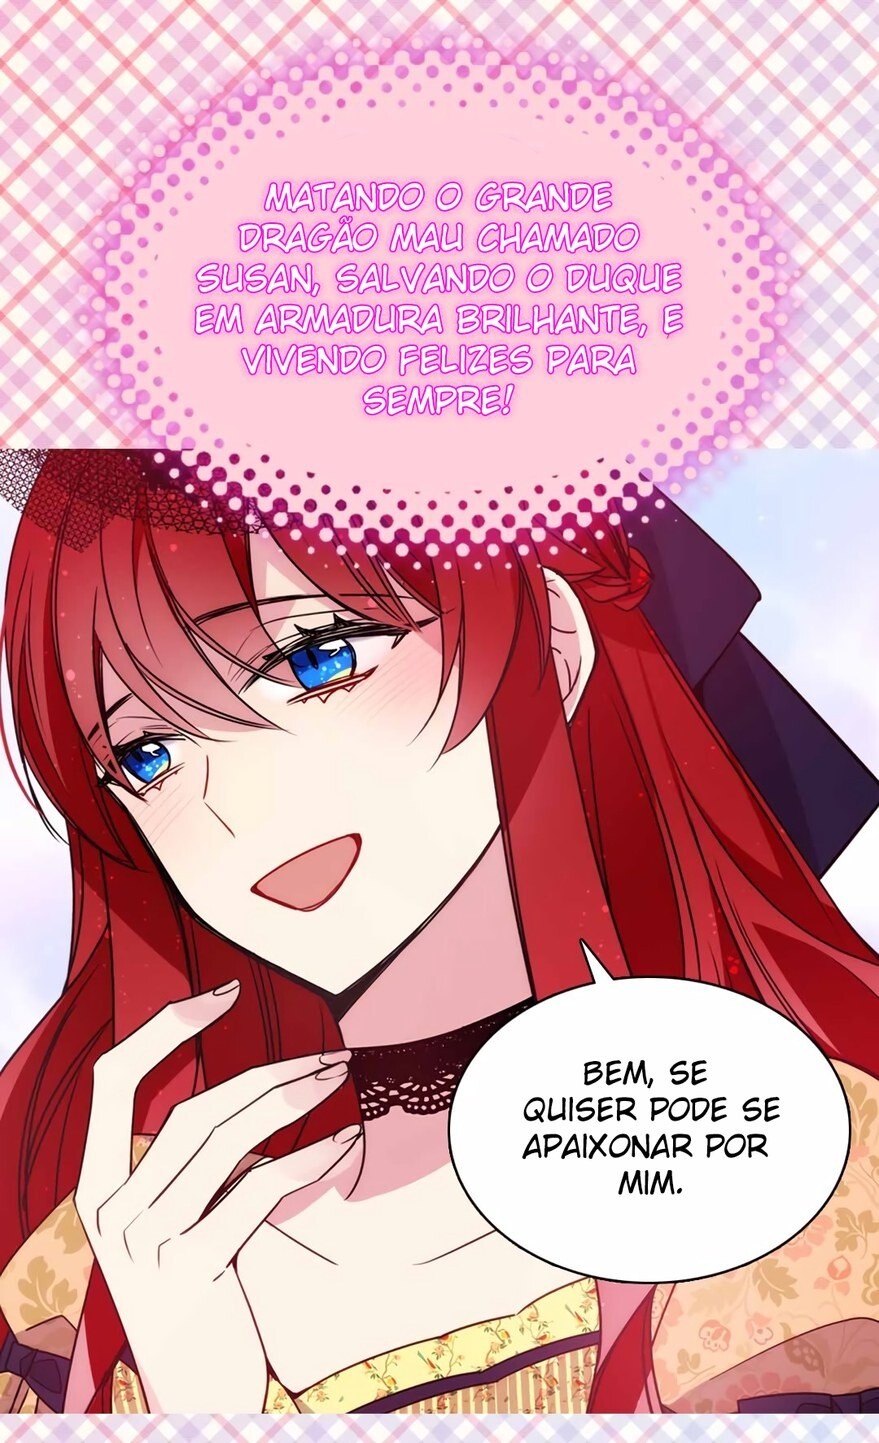 MATANDO O GRANDE
DRAGÃO MAU CHAMADO
SUSAN, SALVANDO O DUQUE
EM ARMADURA BRILHANTE, E
VIVENDO FELIZES PARA
SEMPRE!
BEM, SE
QUISER PODE SE
APAIXONAR POR
MIM.